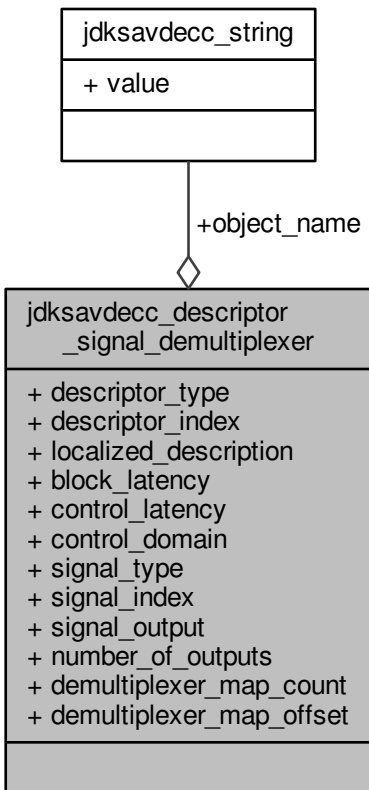 jdksavdecc_string
+ value
+object_name
jdksavdecc_descriptor
_signal_demultiplexer
+ descriptor_type
+ descriptor_index
+ localized_description
+ block_latency
+ control_latency
+ control_domain
+ signal_type
+ signal_index
+ signal_output
+ number_of_outputs
+ demultiplexer_map_count
+ demultiplexer_map_offset